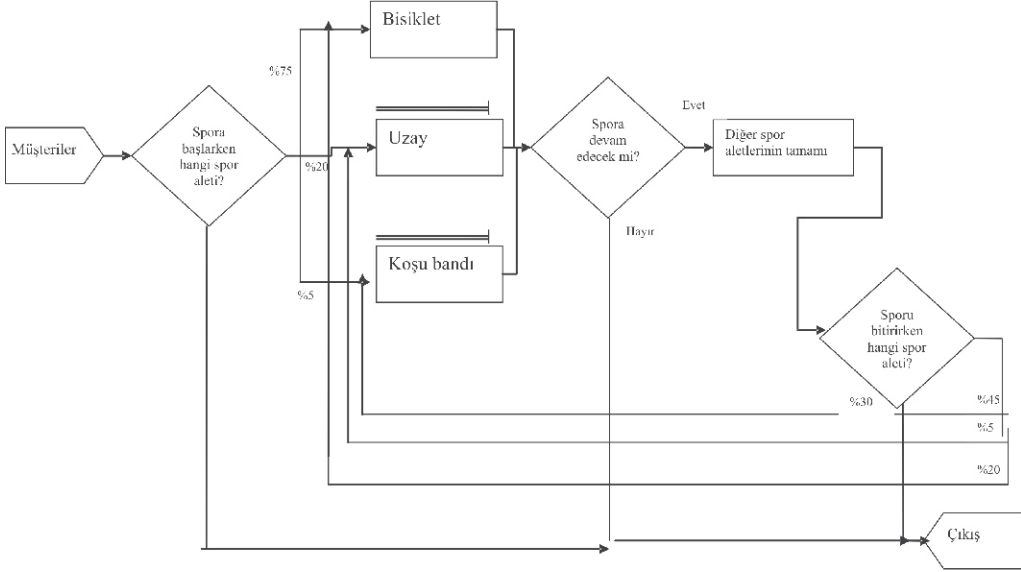 Bisiklet
%75
Müşteriler
Spora
başlarken
hangi spor
aleti?
%20
Uzay
Spora
devam
edecek mi?
Evet
Diğer spor
aletlerinin tamamı
Hayır
Koşu bandı
%5
Sporu
bitirirken
hangi spor
aleti?
%30
%45
%5
%20
Çıkış